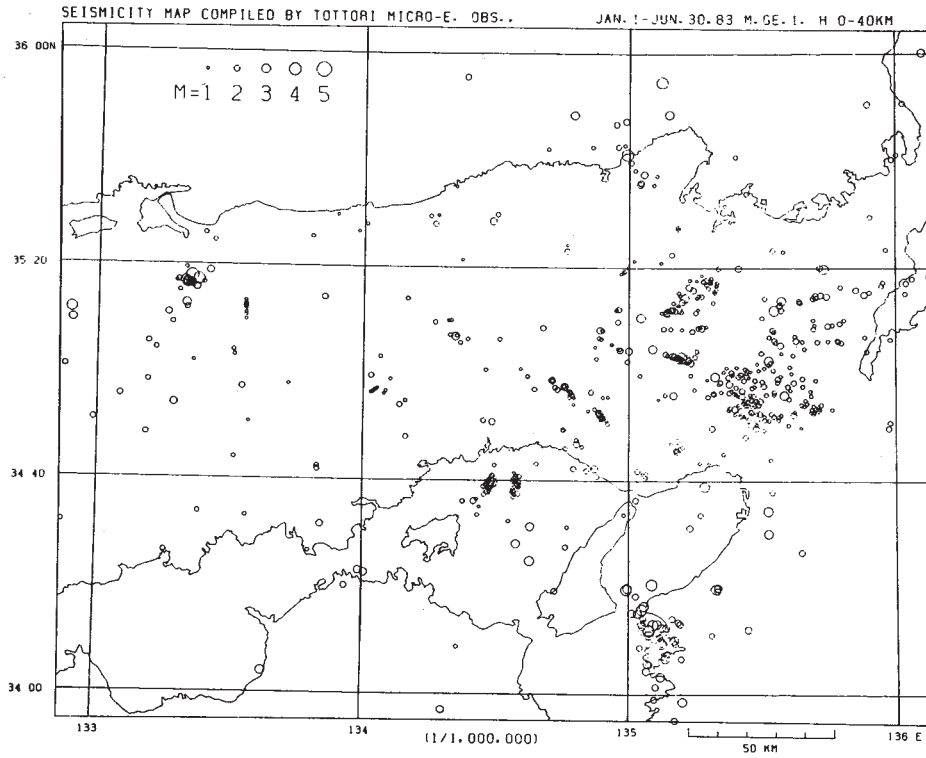 SEISMICITY MAP COMPILED BY TOTTORI MICRO-E. OBS.. JAN. 1-JUN. 30. 83 M. GE. 1. H 0-40KM
36 00N
M=1 2 3 4 5
35 20
34 40
34 00
133 134 135 136 E
(1/1.000.000)
50 KM